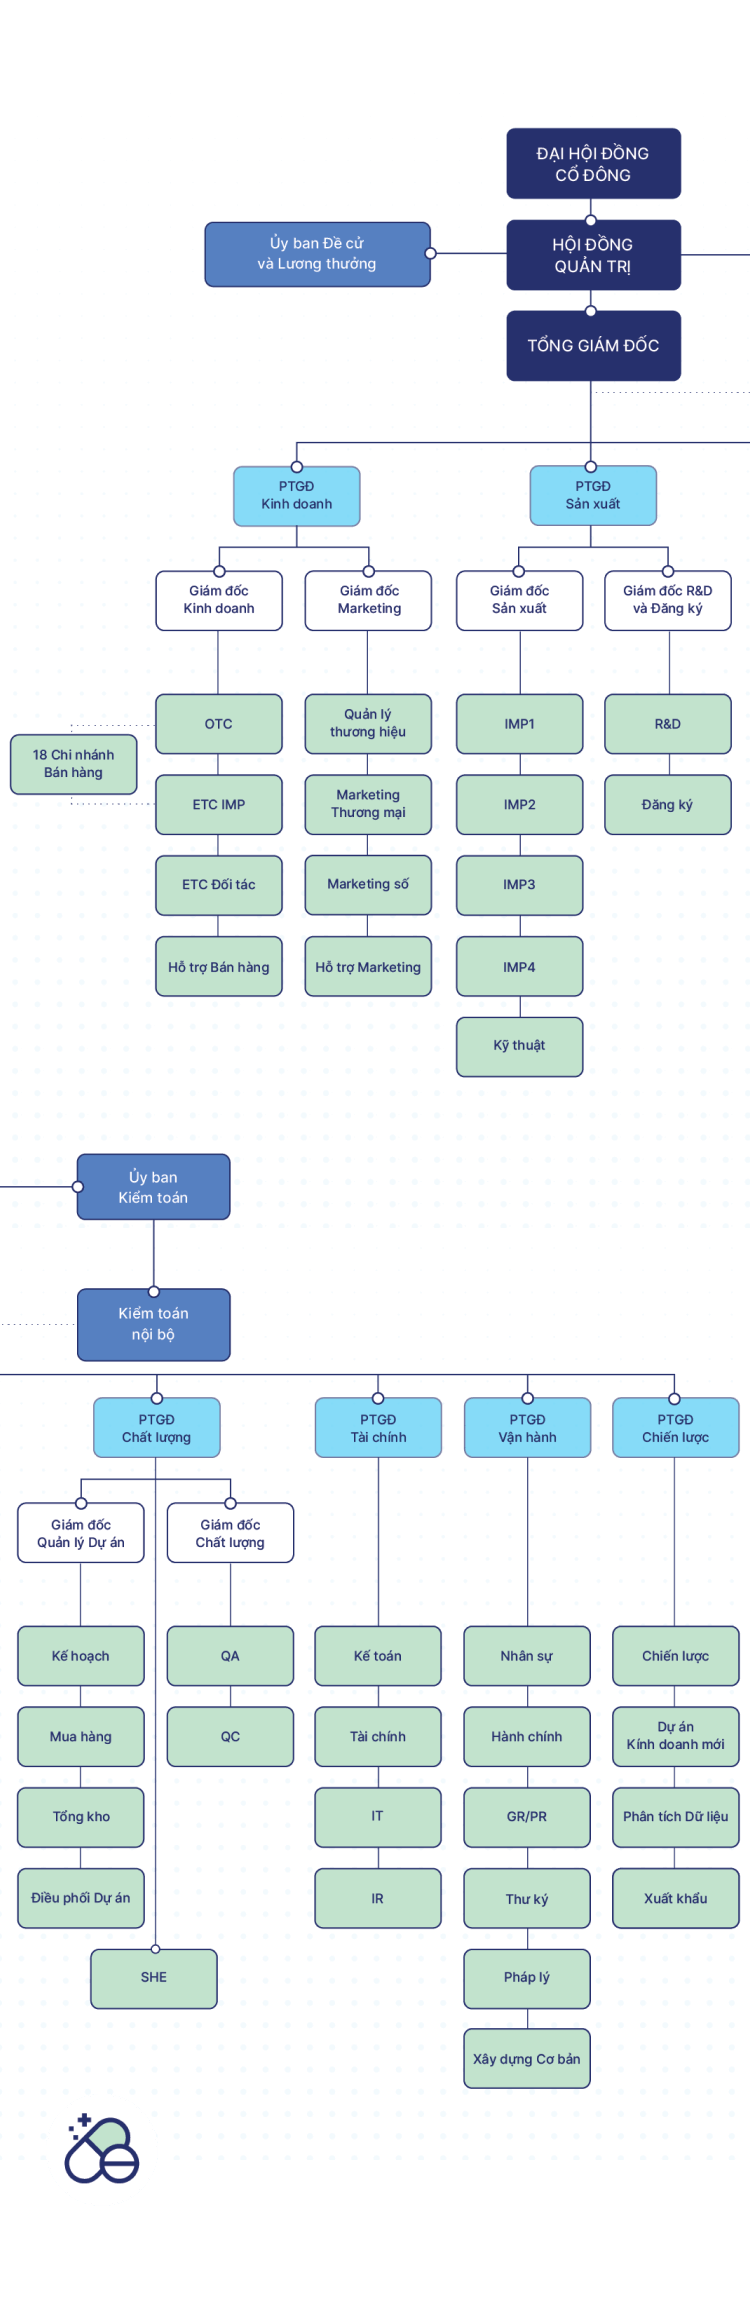 ĐẠI HỘI ĐỒNG
CỔ ĐÔNG
Ủy ban Đề cử
và Lương thưởng
HỘI ĐỒNG
QUẢN TRỊ
TỔNG GIÁM ĐỐC
PTGĐ
Kinh doanh
PTGĐ
Sản xuất
Giám đốc
Kinh doanh
Giám đốc
Marketing
Giám đốc
Sản xuất
Giám đốc R&D
và Đăng ký
OTC
Quản lý
thương hiệu
IMP1
R&D
18 Chi nhánh
Bán hàng
ETC IMP
Marketing
Thương mại
IMP2
Đăng ký
ETC Đối tác
Marketing số
IMP3
Hỗ trợ Bán hàng
Hỗ trợ Marketing
IMP4
Kỹ thuật
Ủy ban
Kiểm toán
Kiểm toán
nội bộ
PTGĐ
Chất lượng
PTGĐ
Tài chính
PTGĐ
Vận hành
PTGĐ
Chiến lược
Giám đốc
Quản lý Dự án
Giám đốc
Chất lượng
Kế hoạch
QA
Kế toán
Nhân sự
Chiến lược
Mua hàng
QC
Tài chính
Hành chính
Dự án
Kính doanh mới
Tổng kho
IT
GR/PR
Phân tích Dữ liệu
Điều phối Dự án
IR
Thư ký
Xuất khẩu
SHE
Pháp lý
Xây dựng Cơ bản